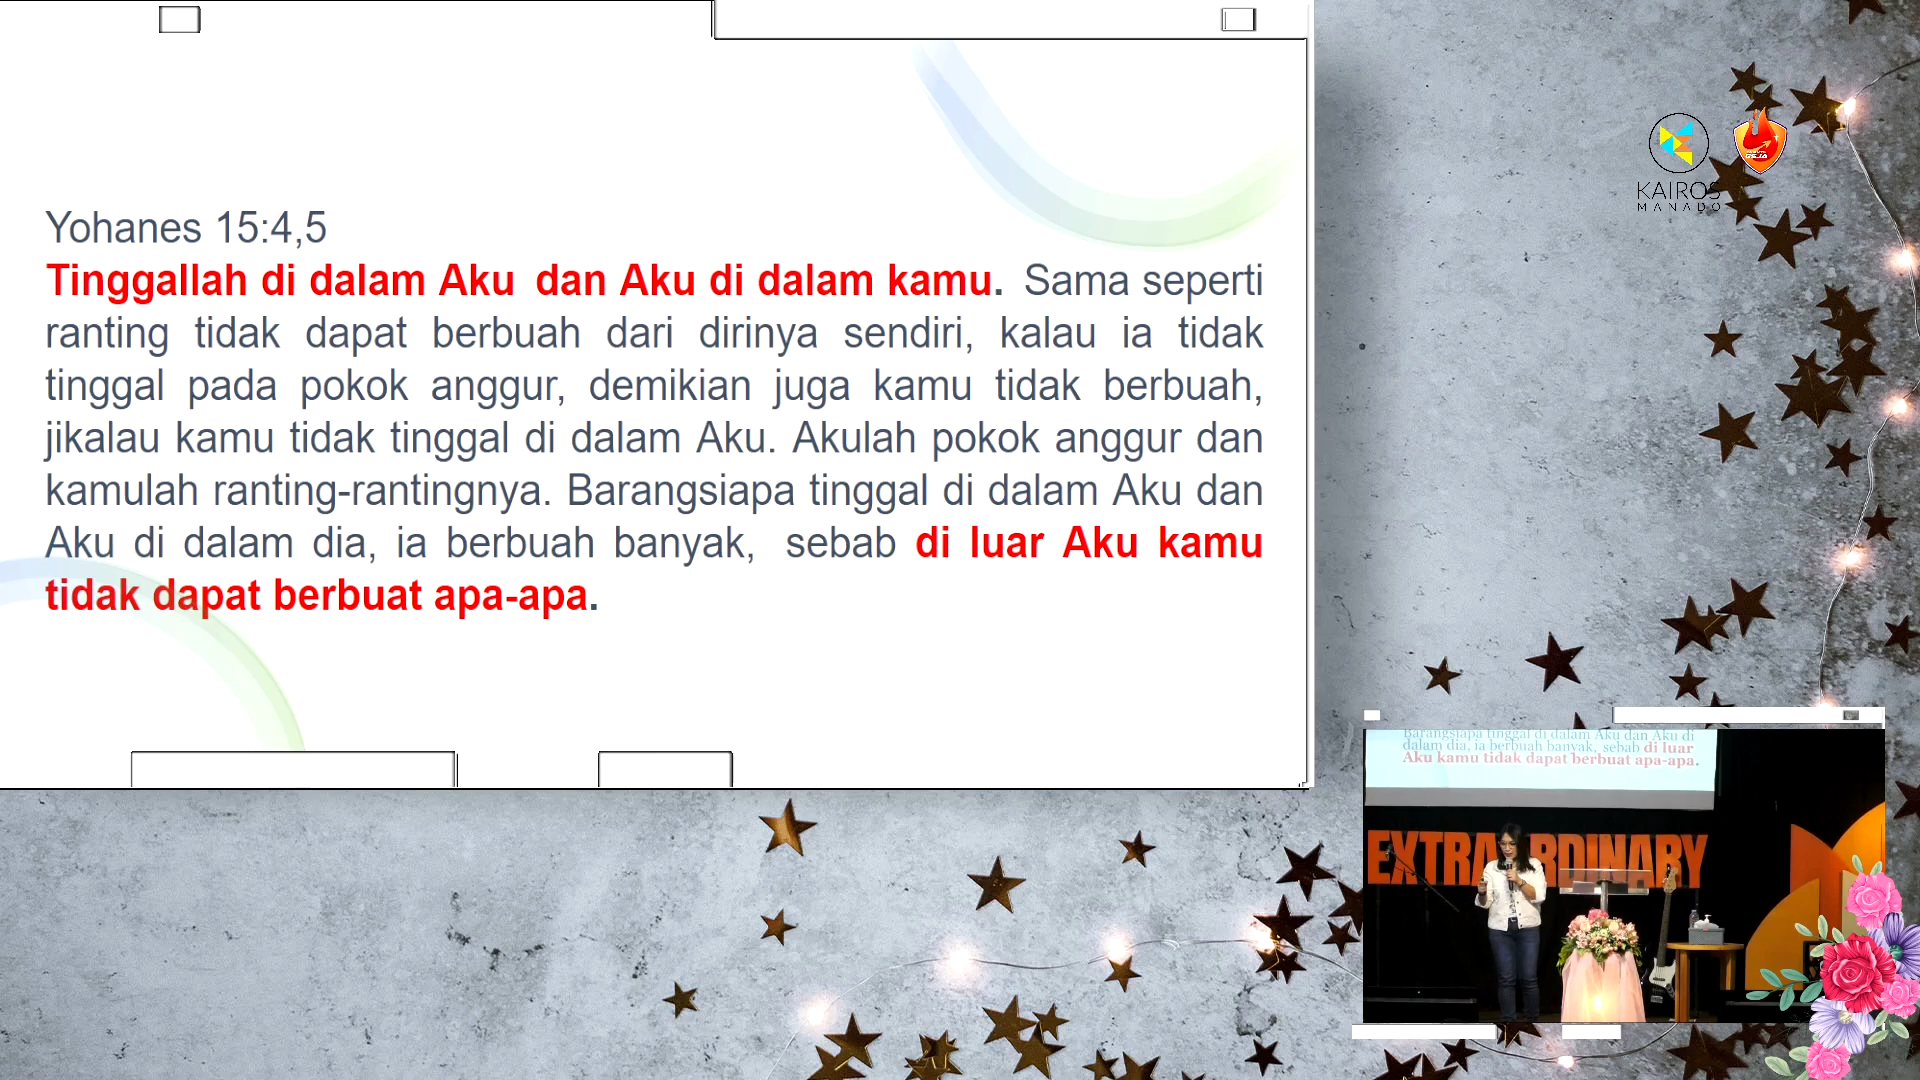 Yohanes 15:4,5
Tinggallah di dalam Aku dan Aku di dalam kamu. Sama seperti
ranting tidak dapat berbuah dari dirinya sendiri, kalau ia tidak
tinggal pada pokok anggur, demikian juga kamu tidak berbuah,
jikalau kamu tidak tinggal di dalam Aku. Akulah pokok anggur dan
kamulah ranting-rantingnya. Barangsiapa tinggal di dalam Aku dan
Aku di dalam dia, ia berbuah banyak, sebab di luar Aku kamu
tidak dapat berbuat apa-apa.
KAIROS
MANADO
Barangsiapa tinggal di dalam Aku dan Aku di
dalam dia, ia berbuah banyak, sebab di luar
Aku kamu tidak dapat berbuat apa-apa.